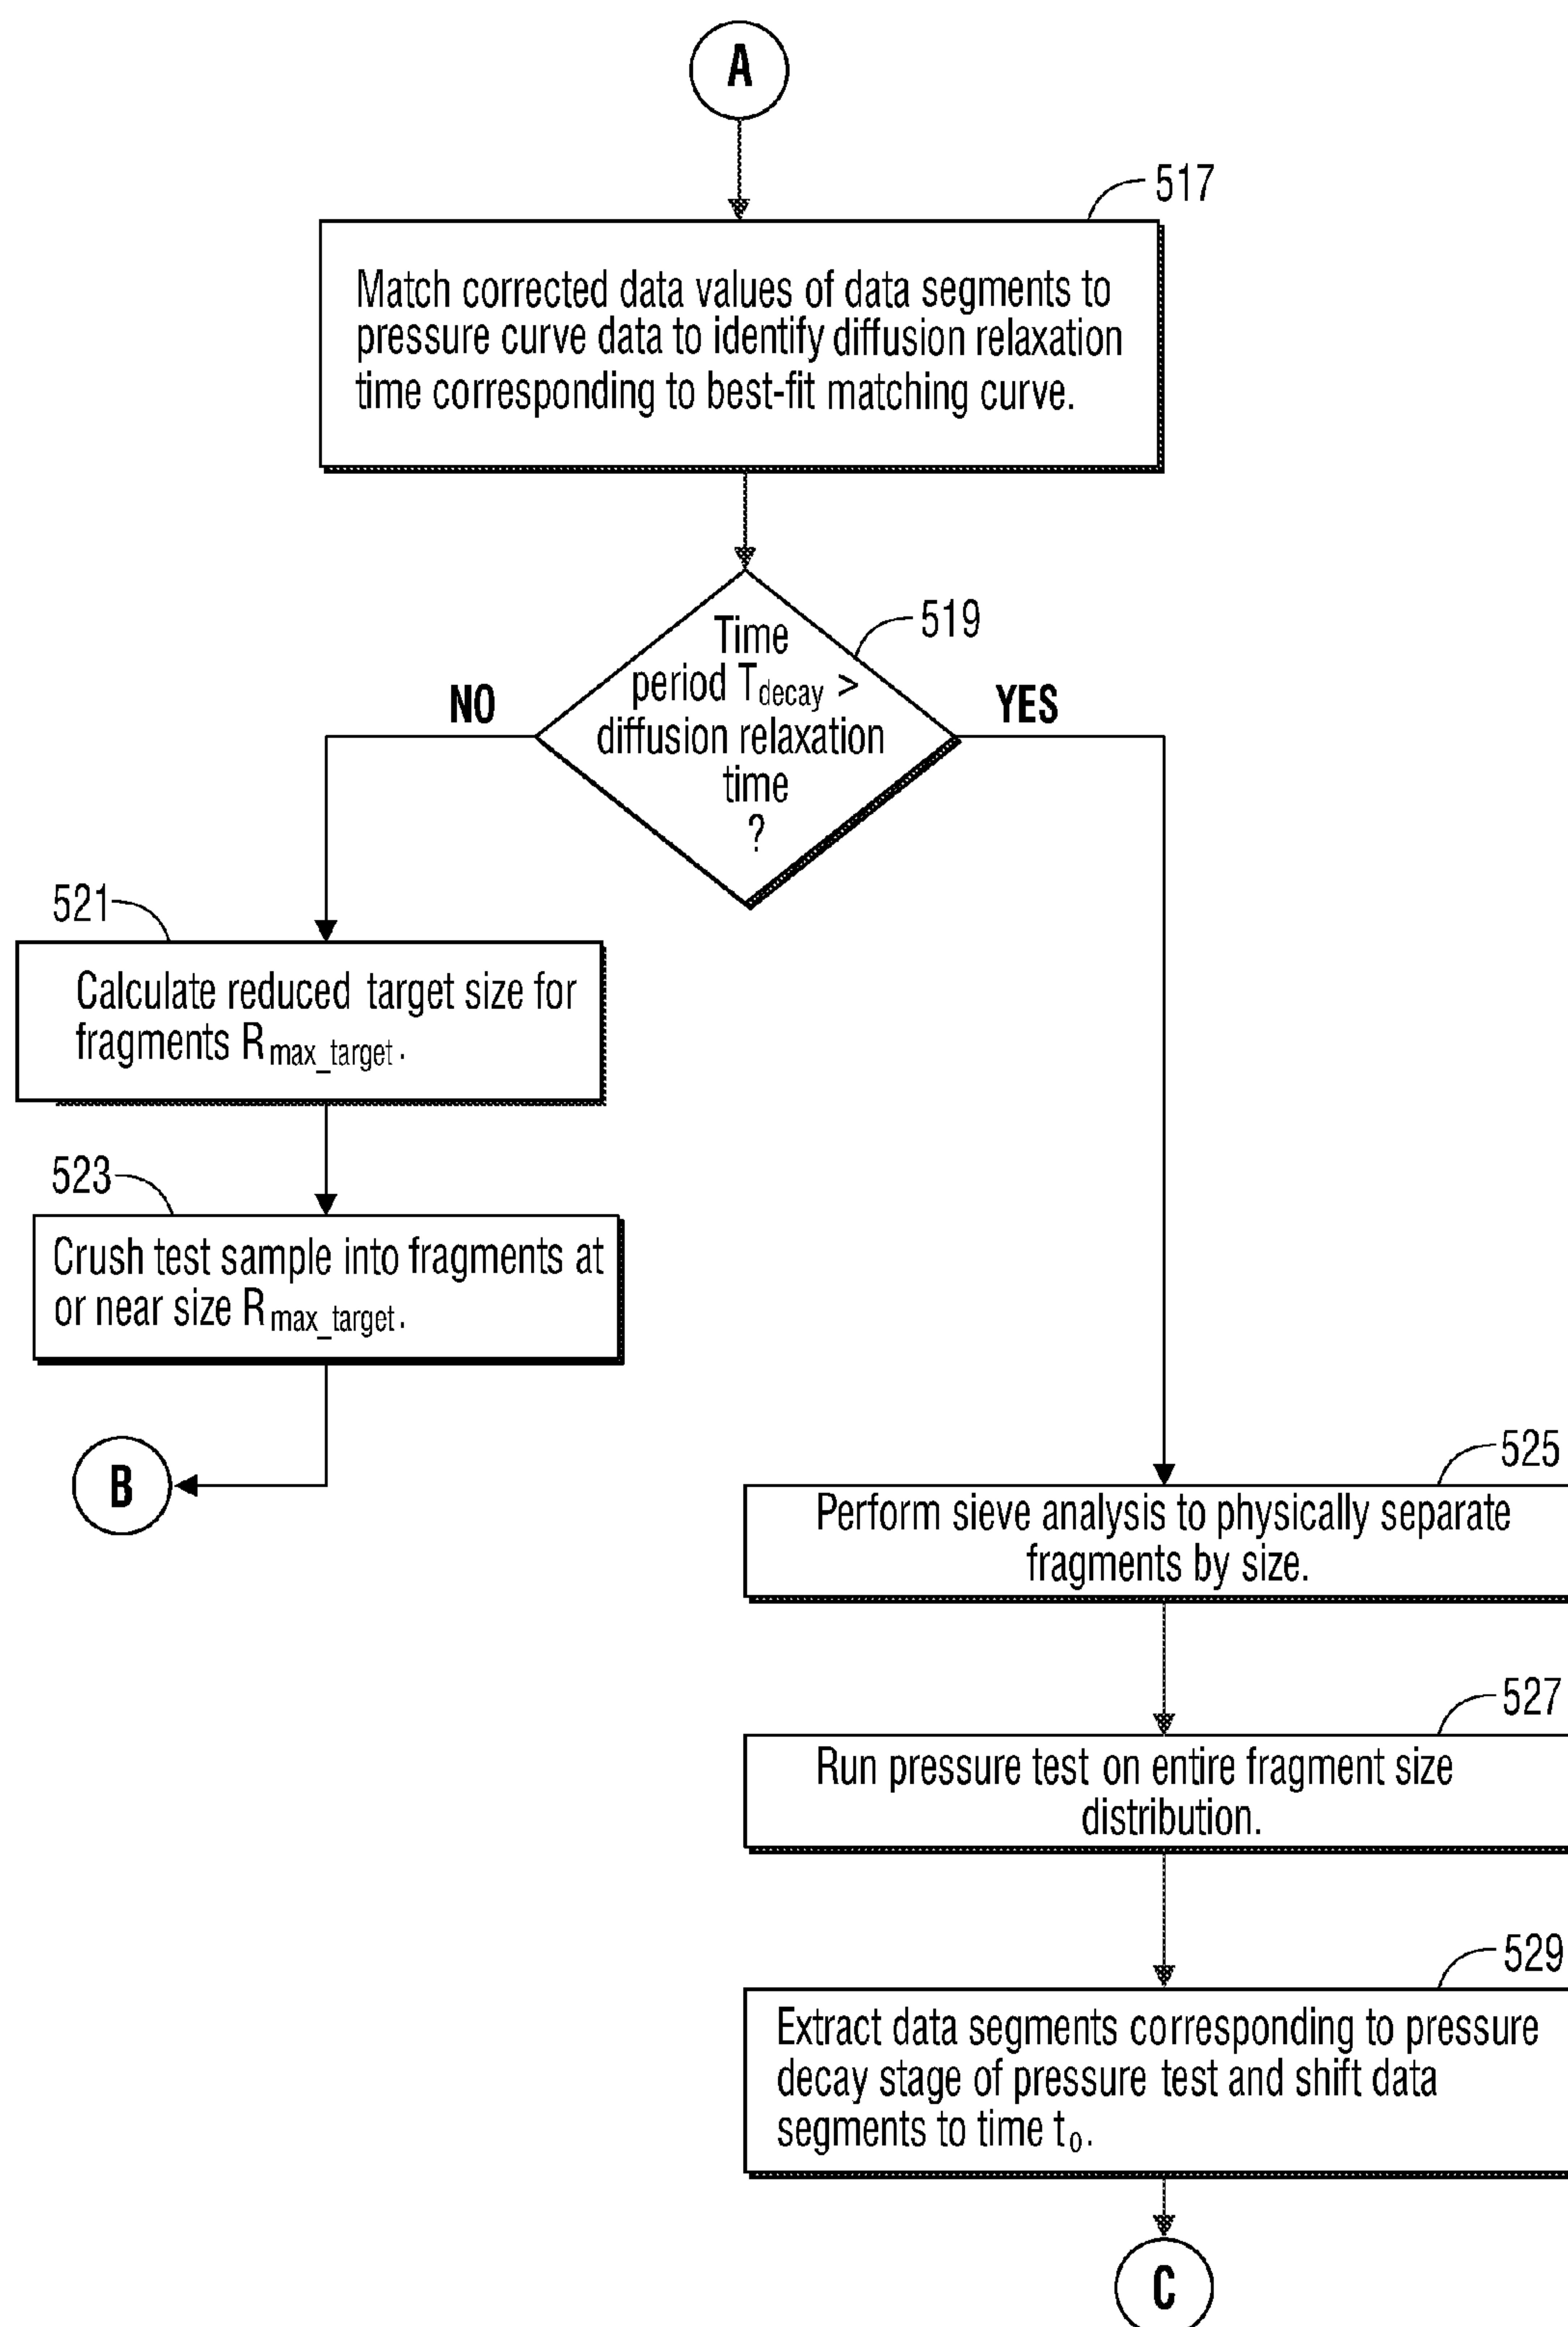 A
517
Match corrected data values of data segments to
pressure curve data to identify diffusion relaxation
time corresponding to best-fit matching curve.
519
Time
period Tdecay >
diffusion relaxation
time
?
NO
YES
521
Calculate reduced target size for
fragments Rmax_target.
523
Crush test sample into fragments at
or near size Rmax_target.
B
525
Perform sieve analysis to physically separate
fragments by size.
527
Run pressure test on entire fragment size
distribution.
529
Extract data segments corresponding to pressure
decay stage of pressure test and shift data
segments to time t0.
C